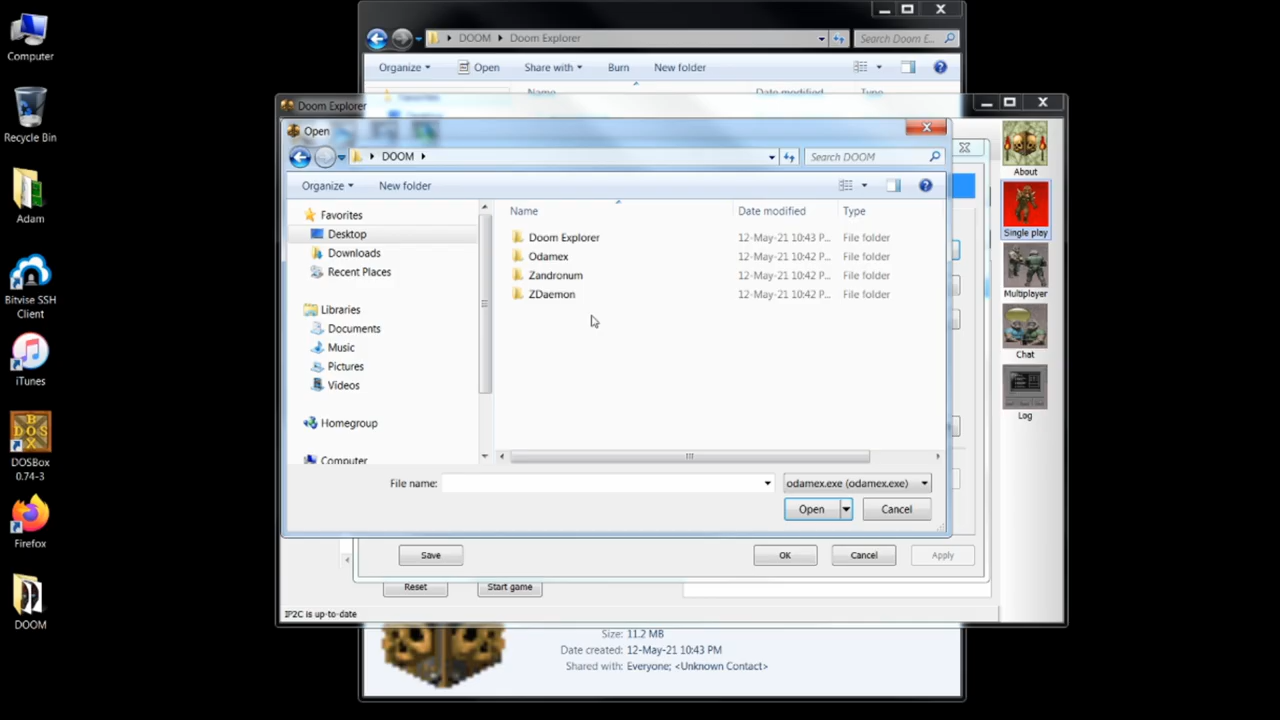 Computer
Recycle Bin
Adam
Bitvise SSH
Client
iTunes
DOSBox
0.74-3
Firefox
DOOM
DOOM Doom Explorer
Search Doom E...
Organize Open Share with Burn New folder
Favorites
Name Date modified Type
Doom Explorer
Open
DOOM
Search DOOM
Organize New folder
Favorites
Desktop
Downloads
Recent Places
Libraries
Documents
Music
Pictures
Videos
Homegroup
Computer
Name Date modified Type
Doom Explorer 12-May-21 10:43 P... File folder
Odamex 12-May-21 10:42 P... File folder
Zandronum 12-May-21 10:42 P... File folder
ZDaemon 12-May-21 10:42 P... File folder
File name: odamex.exe (odamex.exe)
Open Cancel
About
Single play
Multiplayer
Chat
Log
Save OK Cancel Apply
Reset Start game
IP2C is up-to-date
Size: 11.2 MB
Date created: 12-May-21 10:43 PM
Shared with: Everyone; <Unknown Contact>